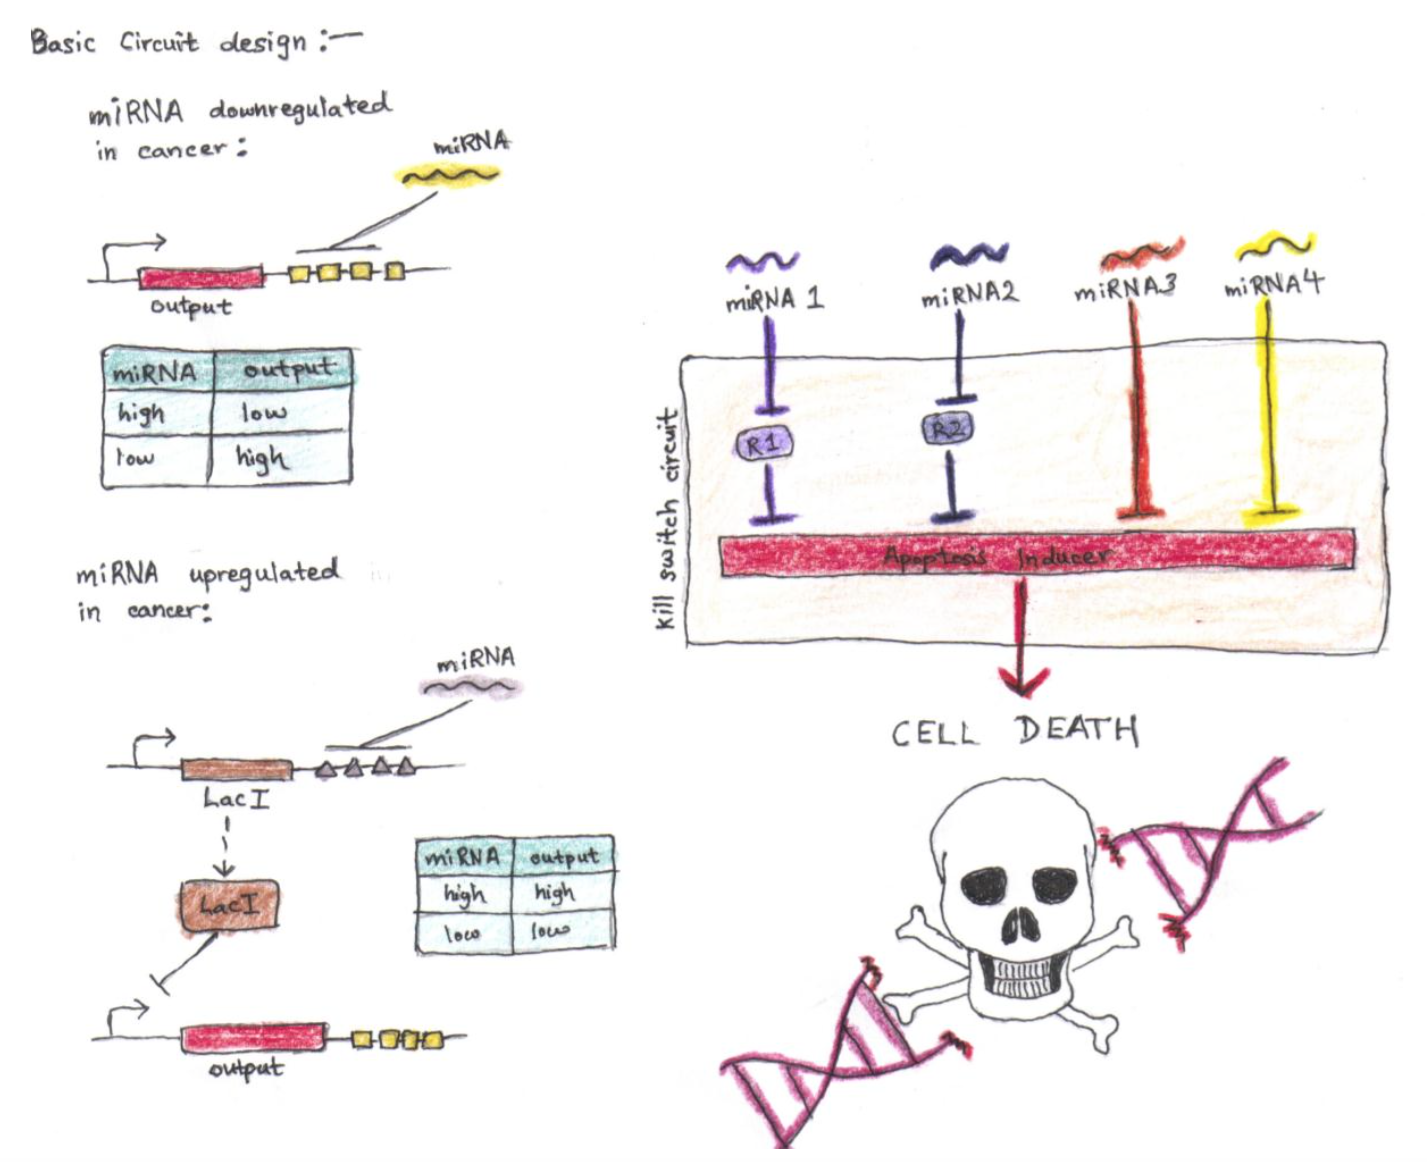 Basic Circuit design :-
miRNA downregulated
in cancer :
miRNA
output
miRNA output
high low
low high
miRNA upregulated
in cancer:
miRNA
LacI
LacI
miRNA output
high high
low low
output
miRNA 1 miRNA2 miRNA3 miRNA4
Kill switch circuit
R1 R2
Apoptosis Inducer
CELL DEATH